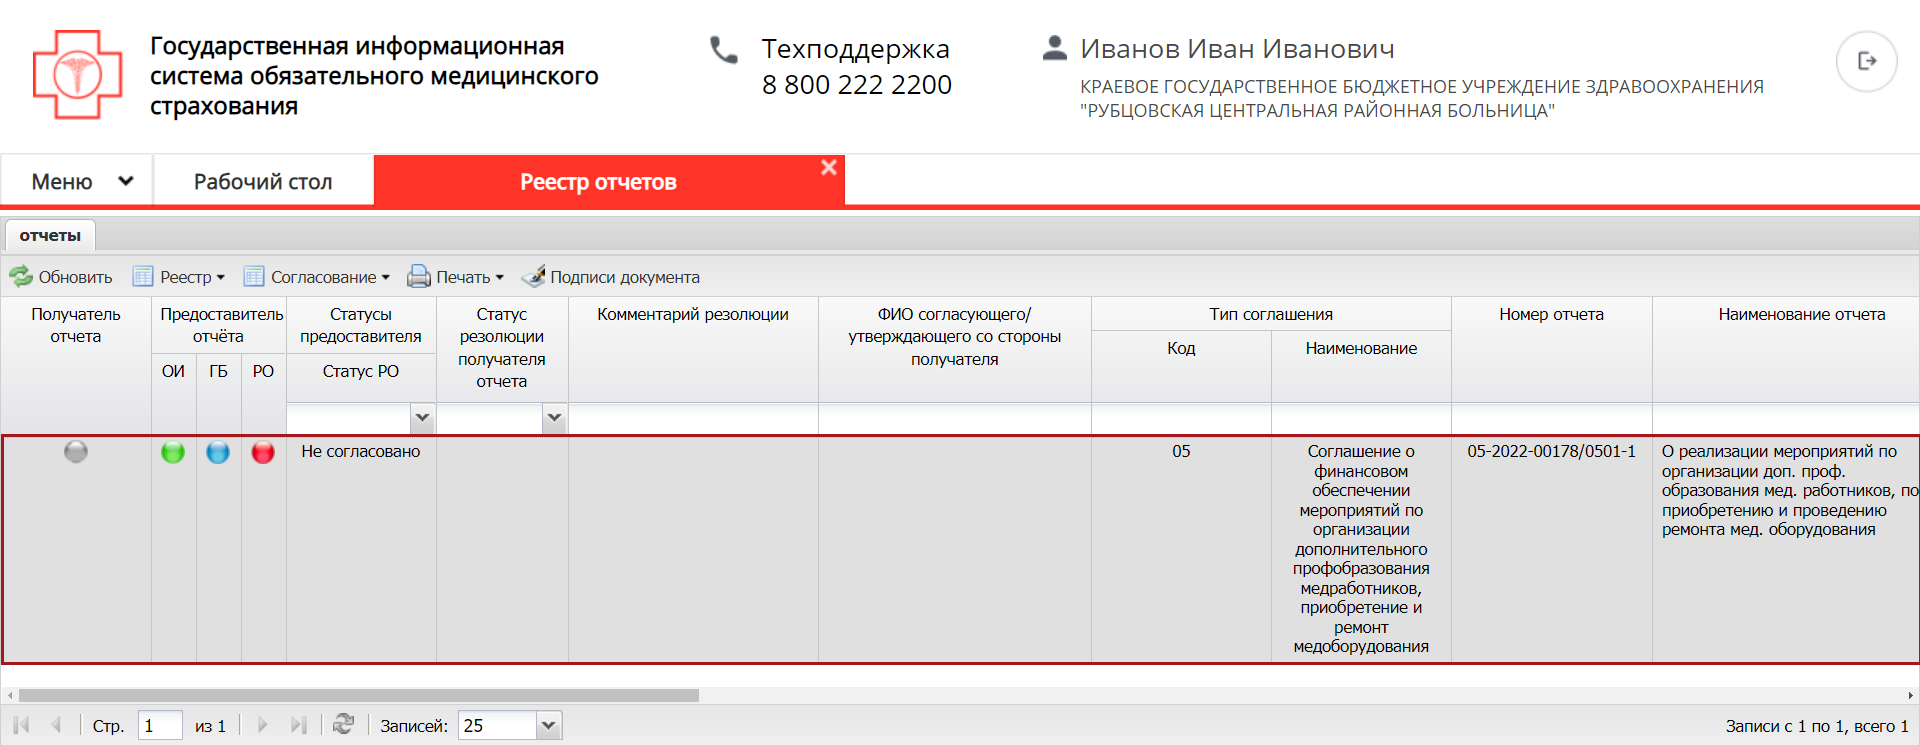 Государственная информационная
система обязательного медицинского
страхования
Техподдержка
8 800 222 2200
Иванов Иван Иванович
КРАЕВОЕ ГОСУДАРСТВЕННОЕ БЮДЖЕТНОЕ УЧРЕЖДЕНИЕ ЗДРАВООХРАНЕНИЯ
"РУБЦОВСКАЯ ЦЕНТРАЛЬНАЯ РАЙОННАЯ БОЛЬНИЦА"
Меню
Рабочий стол
Реестр отчетов
отчеты
Обновить
Реестр
Согласование
Печать
Подписи документа
Получатель
отчета
Предоставитель
отчёта
ОИ
ГБ
РО
Статусы
предоставителя
Статус РО
Статус
резолюции
получателя
отчета
Комментарий резолюции
ФИО согласующего/
утверждающего со стороны
получателя
Тип соглашения
Код
Наименование
Номер отчета
Наименование отчета
Не согласовано
05
Соглашение о
финансовом
обеспечении
мероприятий по
организации
дополнительного
профобразования
медработников,
приобретение и
ремонт
медоборудования
05-2022-00178/0501-1
О реализации мероприятий по
организации доп. проф.
образования мед. работников, по
приобретению и проведению
ремонта мед. оборудования
Стр.
1
из 1
Записей:
25
Записи с 1 по 1, всего 1